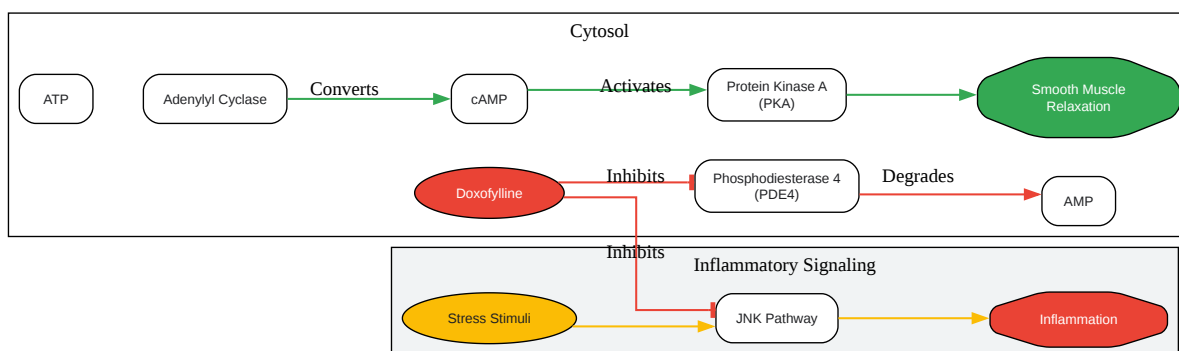 Cytosol
ATP
Adenylyl Cyclase
Converts
cAMP
Activates
Protein Kinase A
(PKA)
Smooth Muscle
Relaxation
Doxofylline
Inhibits
Phosphodiesterase 4
(PDE4)
Degrades
AMP
Inhibits
Inflammatory Signaling
Stress Stimuli
JNK Pathway
Inflammation